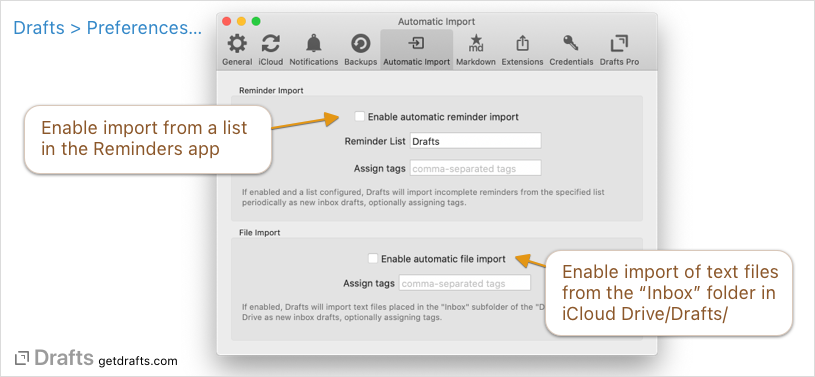 Drafts > Preferences...
Automatic Import
General iCloud Notifications Backups Automatic Import Markdown Extensions Credentials Drafts Pro
md
Reminder Import
Enable automatic reminder import
Reminder List Drafts
Assign tags comma-separated tags
If enabled and a list configured, Drafts will import incomplete reminders from the specified list
periodically as new inbox drafts, optionally assigning tags.
Enable import from a list
in the Reminders app
File Import
Enable automatic file import
Assign tags comma-separated tags
If enabled, Drafts will import text files placed in the "Inbox" subfolder of the "D
Drive as new inbox drafts, optionally assigning tags.
Enable import of text files
from the “Inbox” folder in
iCloud Drive/Drafts/
Drafts getdrafts.com